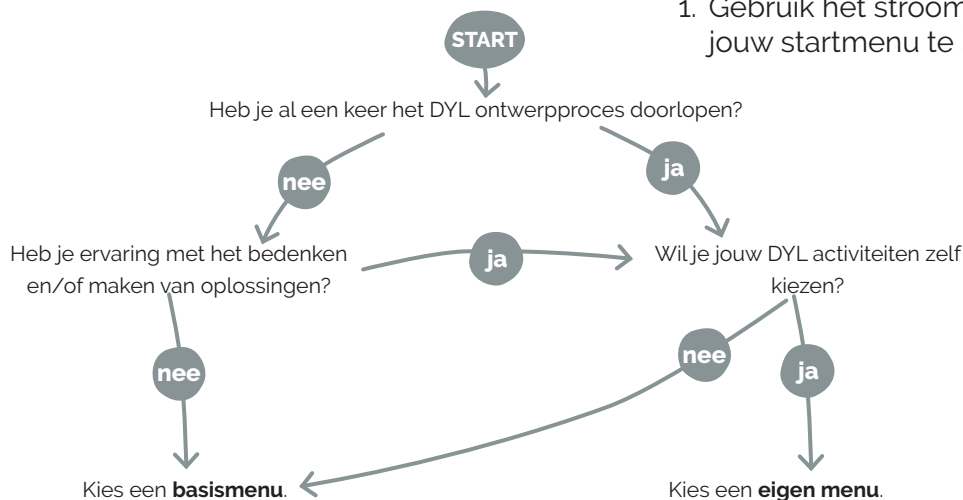 1. Gebruik het stroom
jouw startmenu te
START
Heb je al een keer het DYL ontwerpproces doorlopen?
nee
ja
Heb je ervaring met het bedenken
en/of maken van oplossingen?
ja
Wil je jouw DYL activiteiten zelf
kiezen?
nee
nee
ja
Kies een basismenu.
Kies een eigen menu.